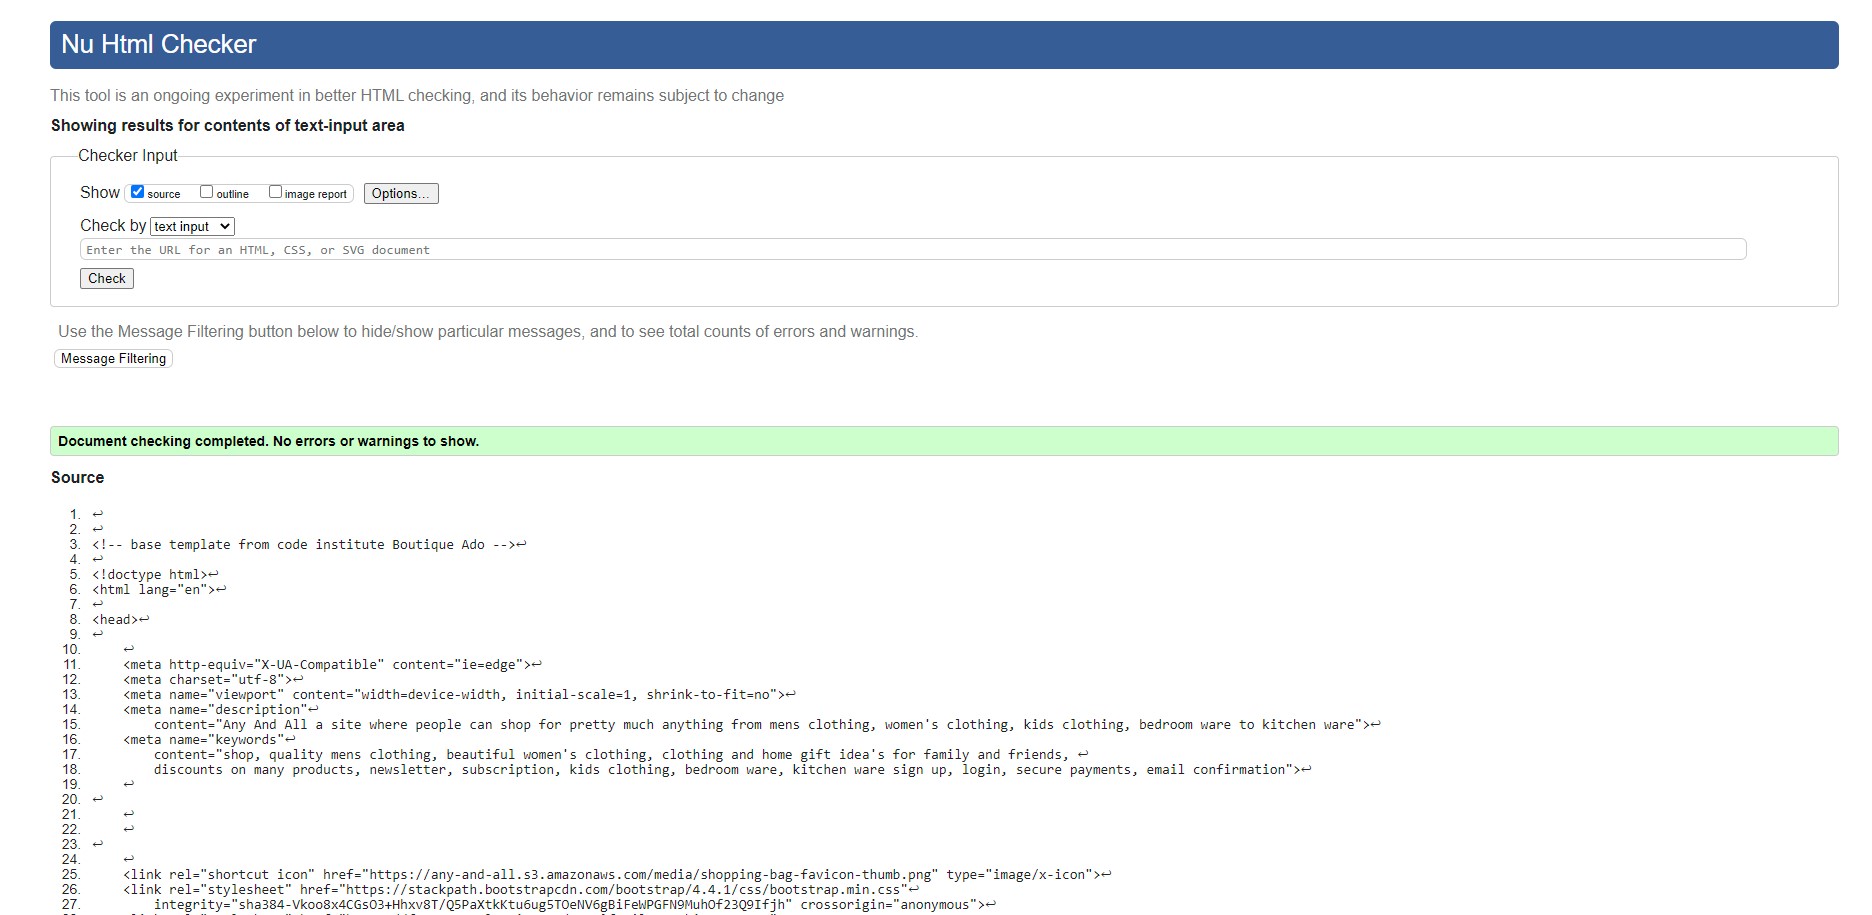 Nu Html Checker
This tool is an ongoing experiment in better HTML checking, and its behavior remains subject to change
Showing results for contents of text-input area
Checker Input
Show source outline image report Options...
Check by text input
Enter the URL for an HTML, CSS, or SVG document
Check
Use the Message Filtering button below to hide/show particular messages, and to see total counts of errors and warnings.
Message Filtering
Document checking completed. No errors or warnings to show.
Source
1. ↩
2. ↩
3. <!-- base template from code institute Boutique Ado -->↩
4. ↩
5. <!doctype html>↩
6. <html lang="en">↩
7. ↩
8. <head>↩
9. ↩
10. ↩
11. <meta http-equiv="X-UA-Compatible" content="ie=edge">↩
12. <meta charset="utf-8">↩
13. <meta name="viewport" content="width=device-width, initial-scale=1, shrink-to-fit=no">↩
14. <meta name="description"↩
15. content="Any And All a site where people can shop for pretty much anything from mens clothing, women's clothing, kids clothing, bedroom ware to kitchen ware">↩
16. <meta name="keywords"↩
17. content="shop, quality mens clothing, beautiful women's clothing, clothing and home gift idea's for family and friends, ↩
18. discounts on many products, newsletter, subscription, kids clothing, bedroom ware, kitchen ware sign up, login, secure payments, email confirmation">↩
19. ↩
20. ↩
21. ↩
22. ↩
23. ↩
24. ↩
25. <link rel="shortcut icon" href="https://any-and-all.s3.amazonaws.com/media/shopping-bag-favicon-thumb.png" type="image/x-icon">↩
26. <link rel="stylesheet" href="https://stackpath.bootstrapcdn.com/bootstrap/4.4.1/css/bootstrap.min.css"↩
27. integrity="sha384-Vkoo8x4CGsO3+Hhxv8T/Q5PaXtkKtu6ug5TOeNV6gBiFeWPGFN9MuhOf23Q9Ifjh" crossorigin="anonymous">↩